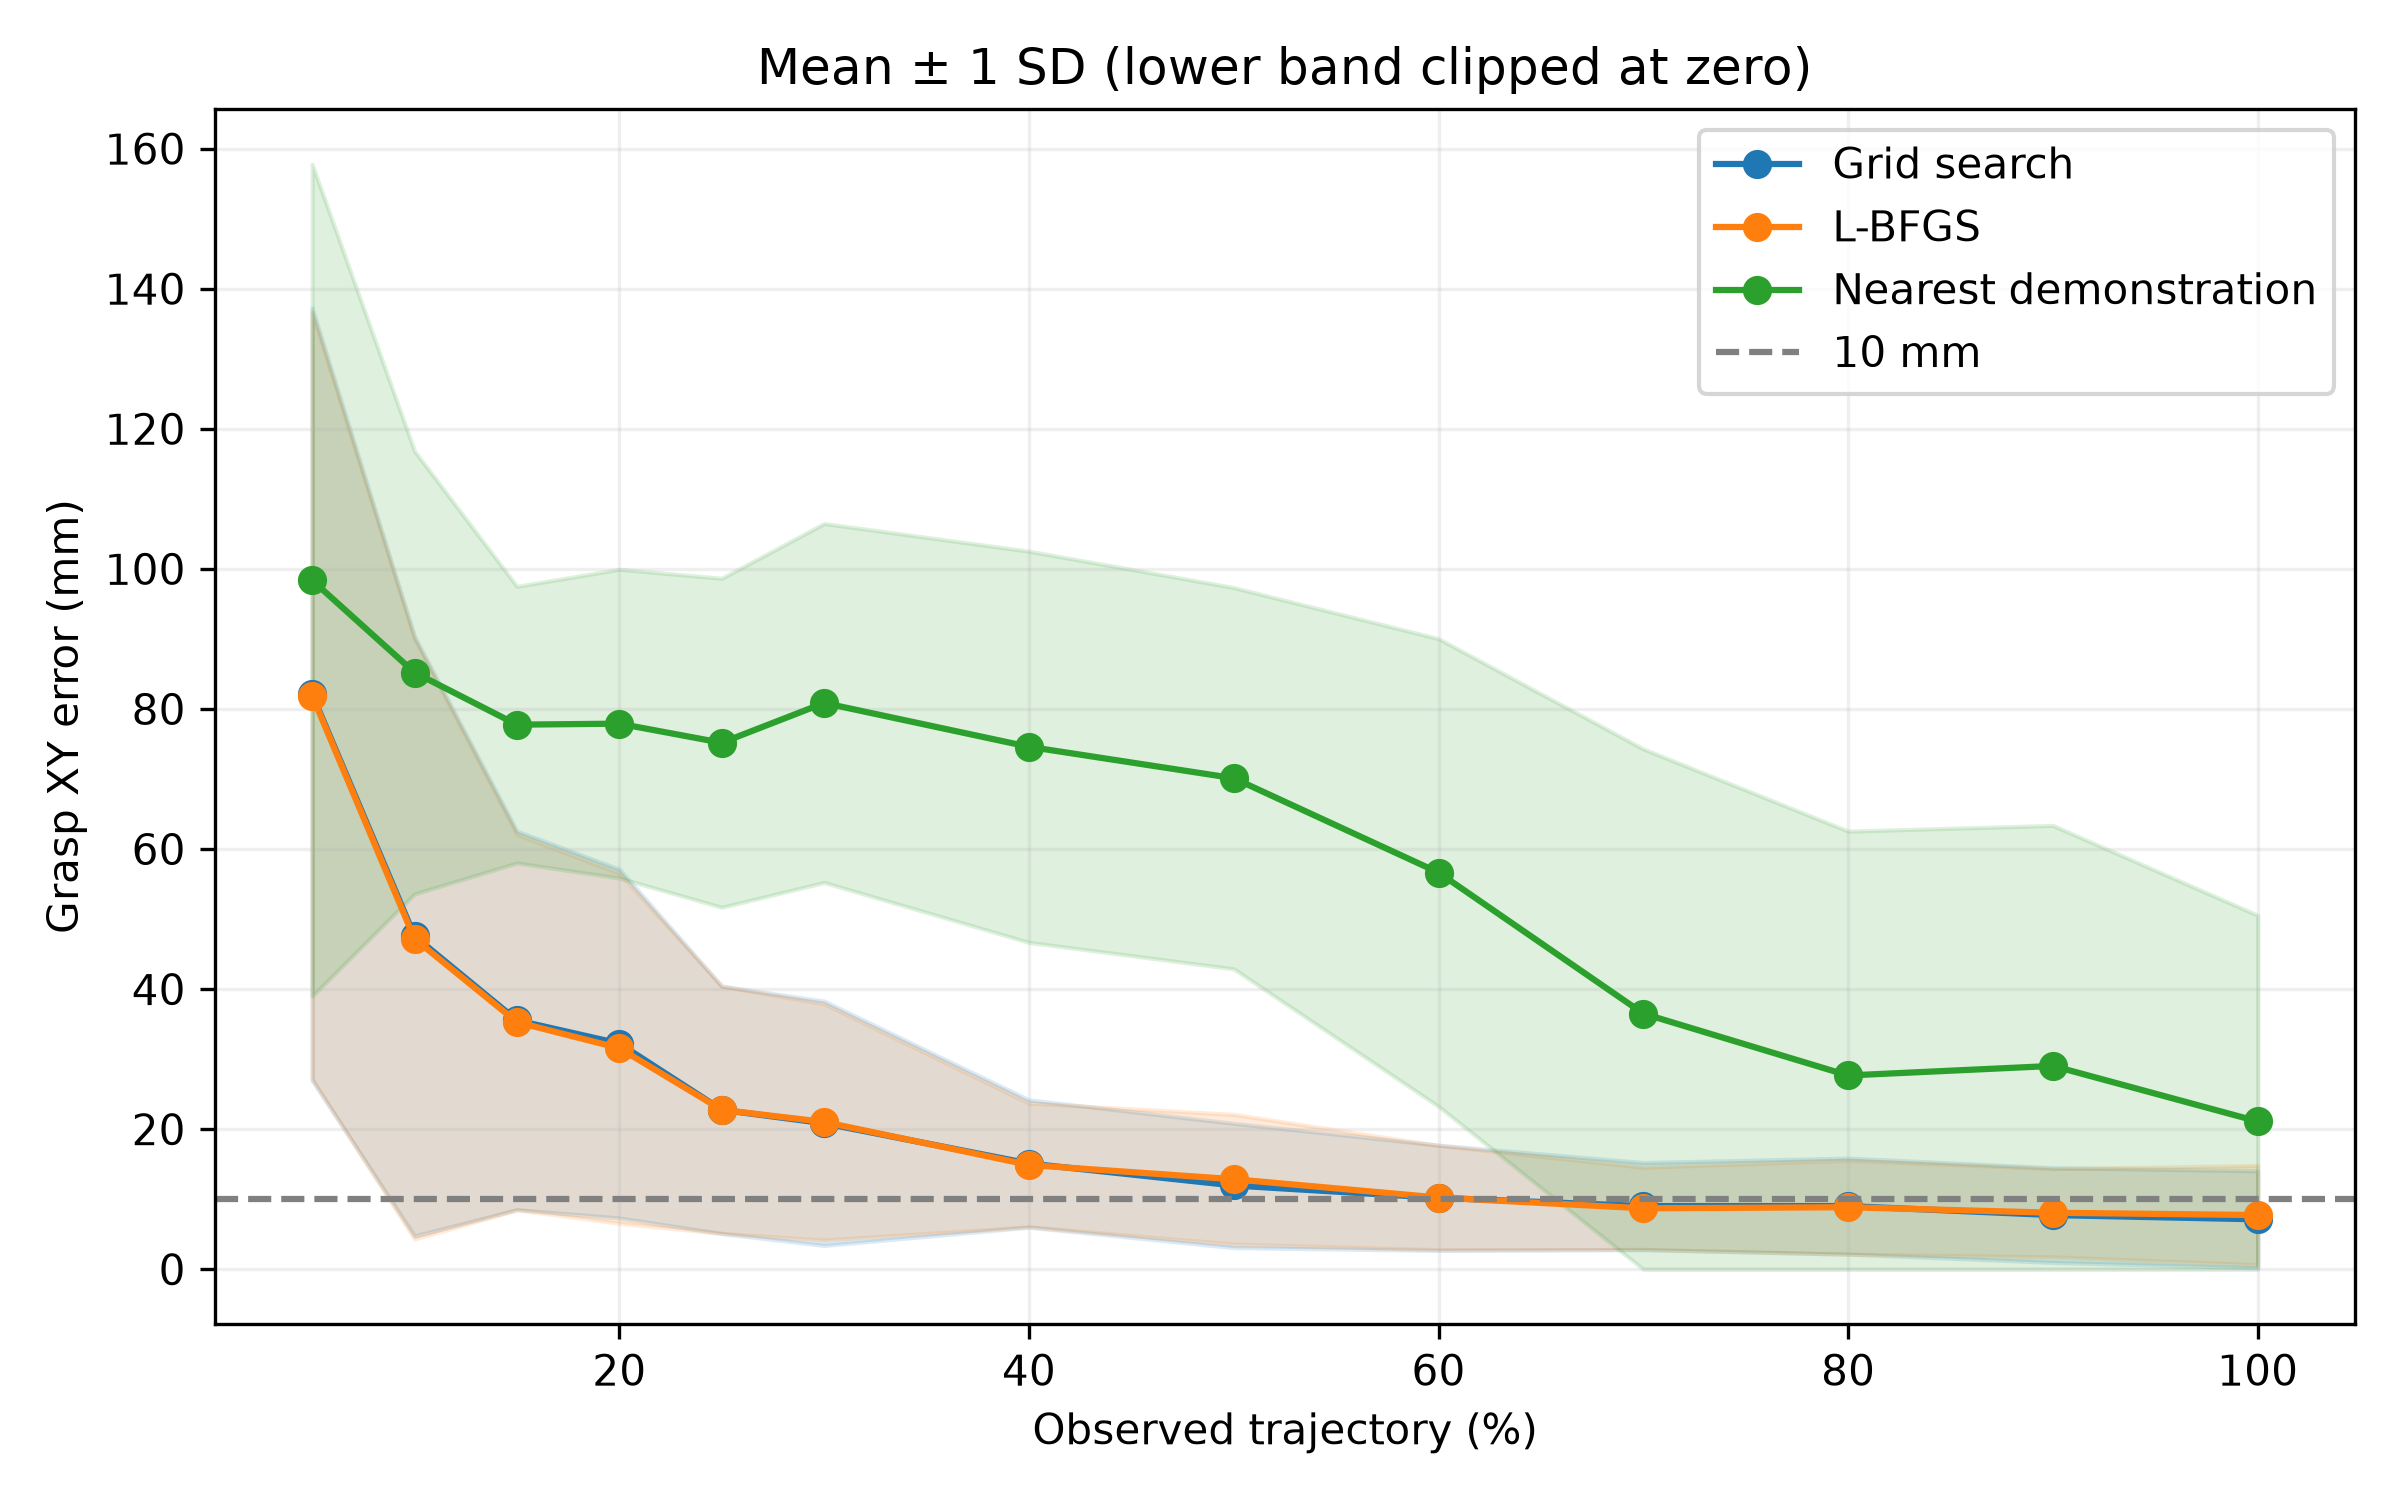 Mean ± 1 SD (lower band clipped at zero)
Grasp XY error (mm)
160
140
120
100
80
60
40
20
0
Grid search
L-BFGS
Nearest demonstration
10 mm
20 40 60 80 100
Observed trajectory (%)